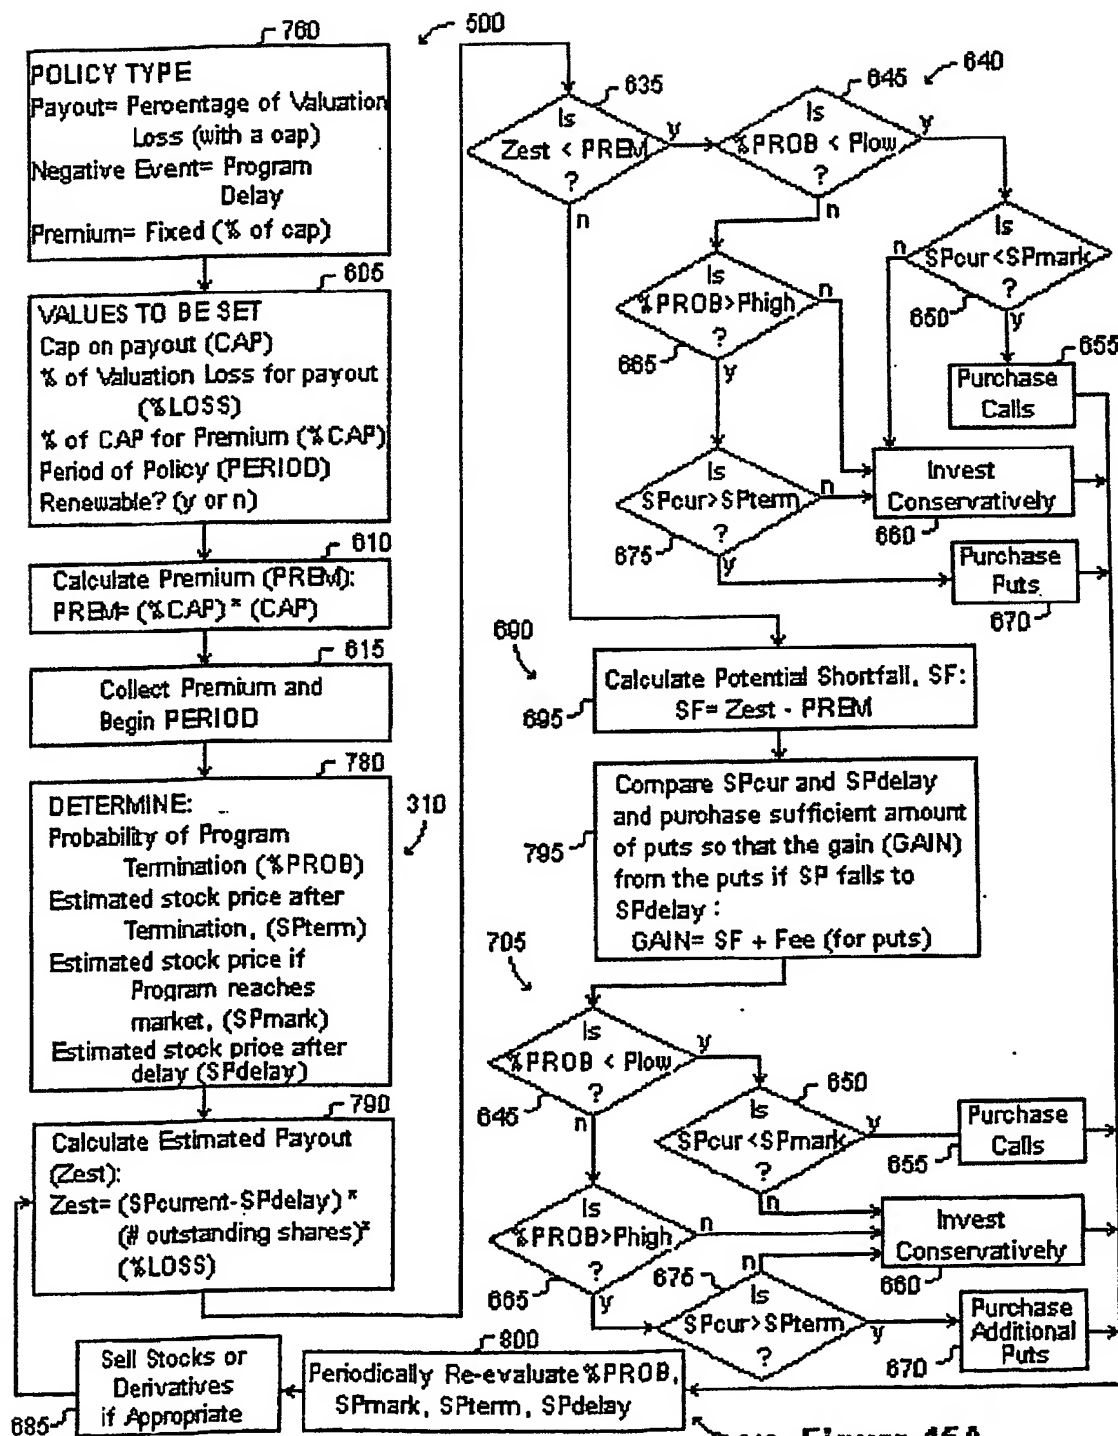 760
500
POLICY TYPE
Payout= Percentage of Valuation
Loss (with a cap)
Negative Event= Program
Delay
Premium= Fixed (% of cap)
605
VALUES TO BE SET
Cap on payout (CAP)
% of Valuation Loss for payout
(%LOSS)
% of CAP for Premium (%CAP)
Period of Policy (PERIOD)
Renewable? (y or n)
610
Calculate Premium (PREM):
PREM= (%CAP) * (CAP)
615
Collect Premium and
Begin PERIOD
780
310
DETERMINE:
Probability of Program
Termination (%PROB)
Estimated stock price after
Termination, (SPterm)
Estimated stock price if
Program reaches
market, (SPmark)
Estimated stock price after
delay (SPdelay)
790
Calculate Estimated Payout
(Zest):
Zest= (SPcurrent-SPdelay) *
(# outstanding shares)*
(%LOSS)
635
Is
Zest < PREM
?
y
n
645
640
Is
%PROB < Plow
?
y
n
Is
SPcur<SPmark
?
n
y
650
655
Purchase
Calls
Is
%PROB>Phigh
?
n
y
665
Is
SPcur>SPterm
?
n
y
675
Invest
Conservatively
660
Purchase
Puts
670
690
Calculate Potential Shortfall, SF:
SF= Zest - PREM
695
Compare SPcur and SPdelay
and purchase sufficient amount
of puts so that the gain (GAIN)
from the puts if SP falls to
SPdelay :
GAIN= SF + Fee (for puts)
795
705
Is
%PROB < Plow
?
y
n
645
650
Is
SPcur<SPmark
?
y
n
Purchase
Calls
655
Is
%PROB>Phigh
?
n
y
665
Invest
Conservatively
660
675
Is
SPcur>SPterm
?
n
y
Purchase
Additional
Puts
670
800
Periodically Re-evaluate %PROB,
SPmark, SPterm, SPdelay
Sell Stocks or
Derivatives
if Appropriate
685
Figure 15A